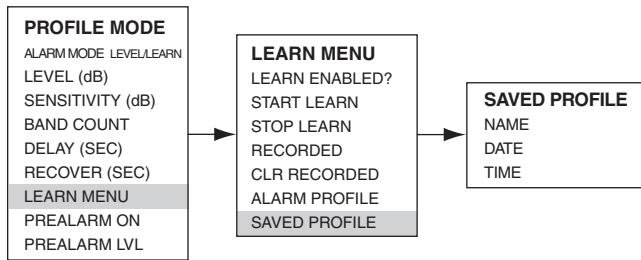 PROFILE MODE
ALARM MODE LEVEL/LEARN
LEVEL (dB)
SENSITIVITY (dB)
BAND COUNT
DELAY (SEC)
RECOVER (SEC)
LEARN MENU
PREALARM ON
PREALARM LVL
LEARN MENU
LEARN ENABLED?
START LEARN
STOP LEARN
RECORDED
CLR RECORDED
ALARM PROFILE
SAVED PROFILE
SAVED PROFILE
NAME
DATE
TIME